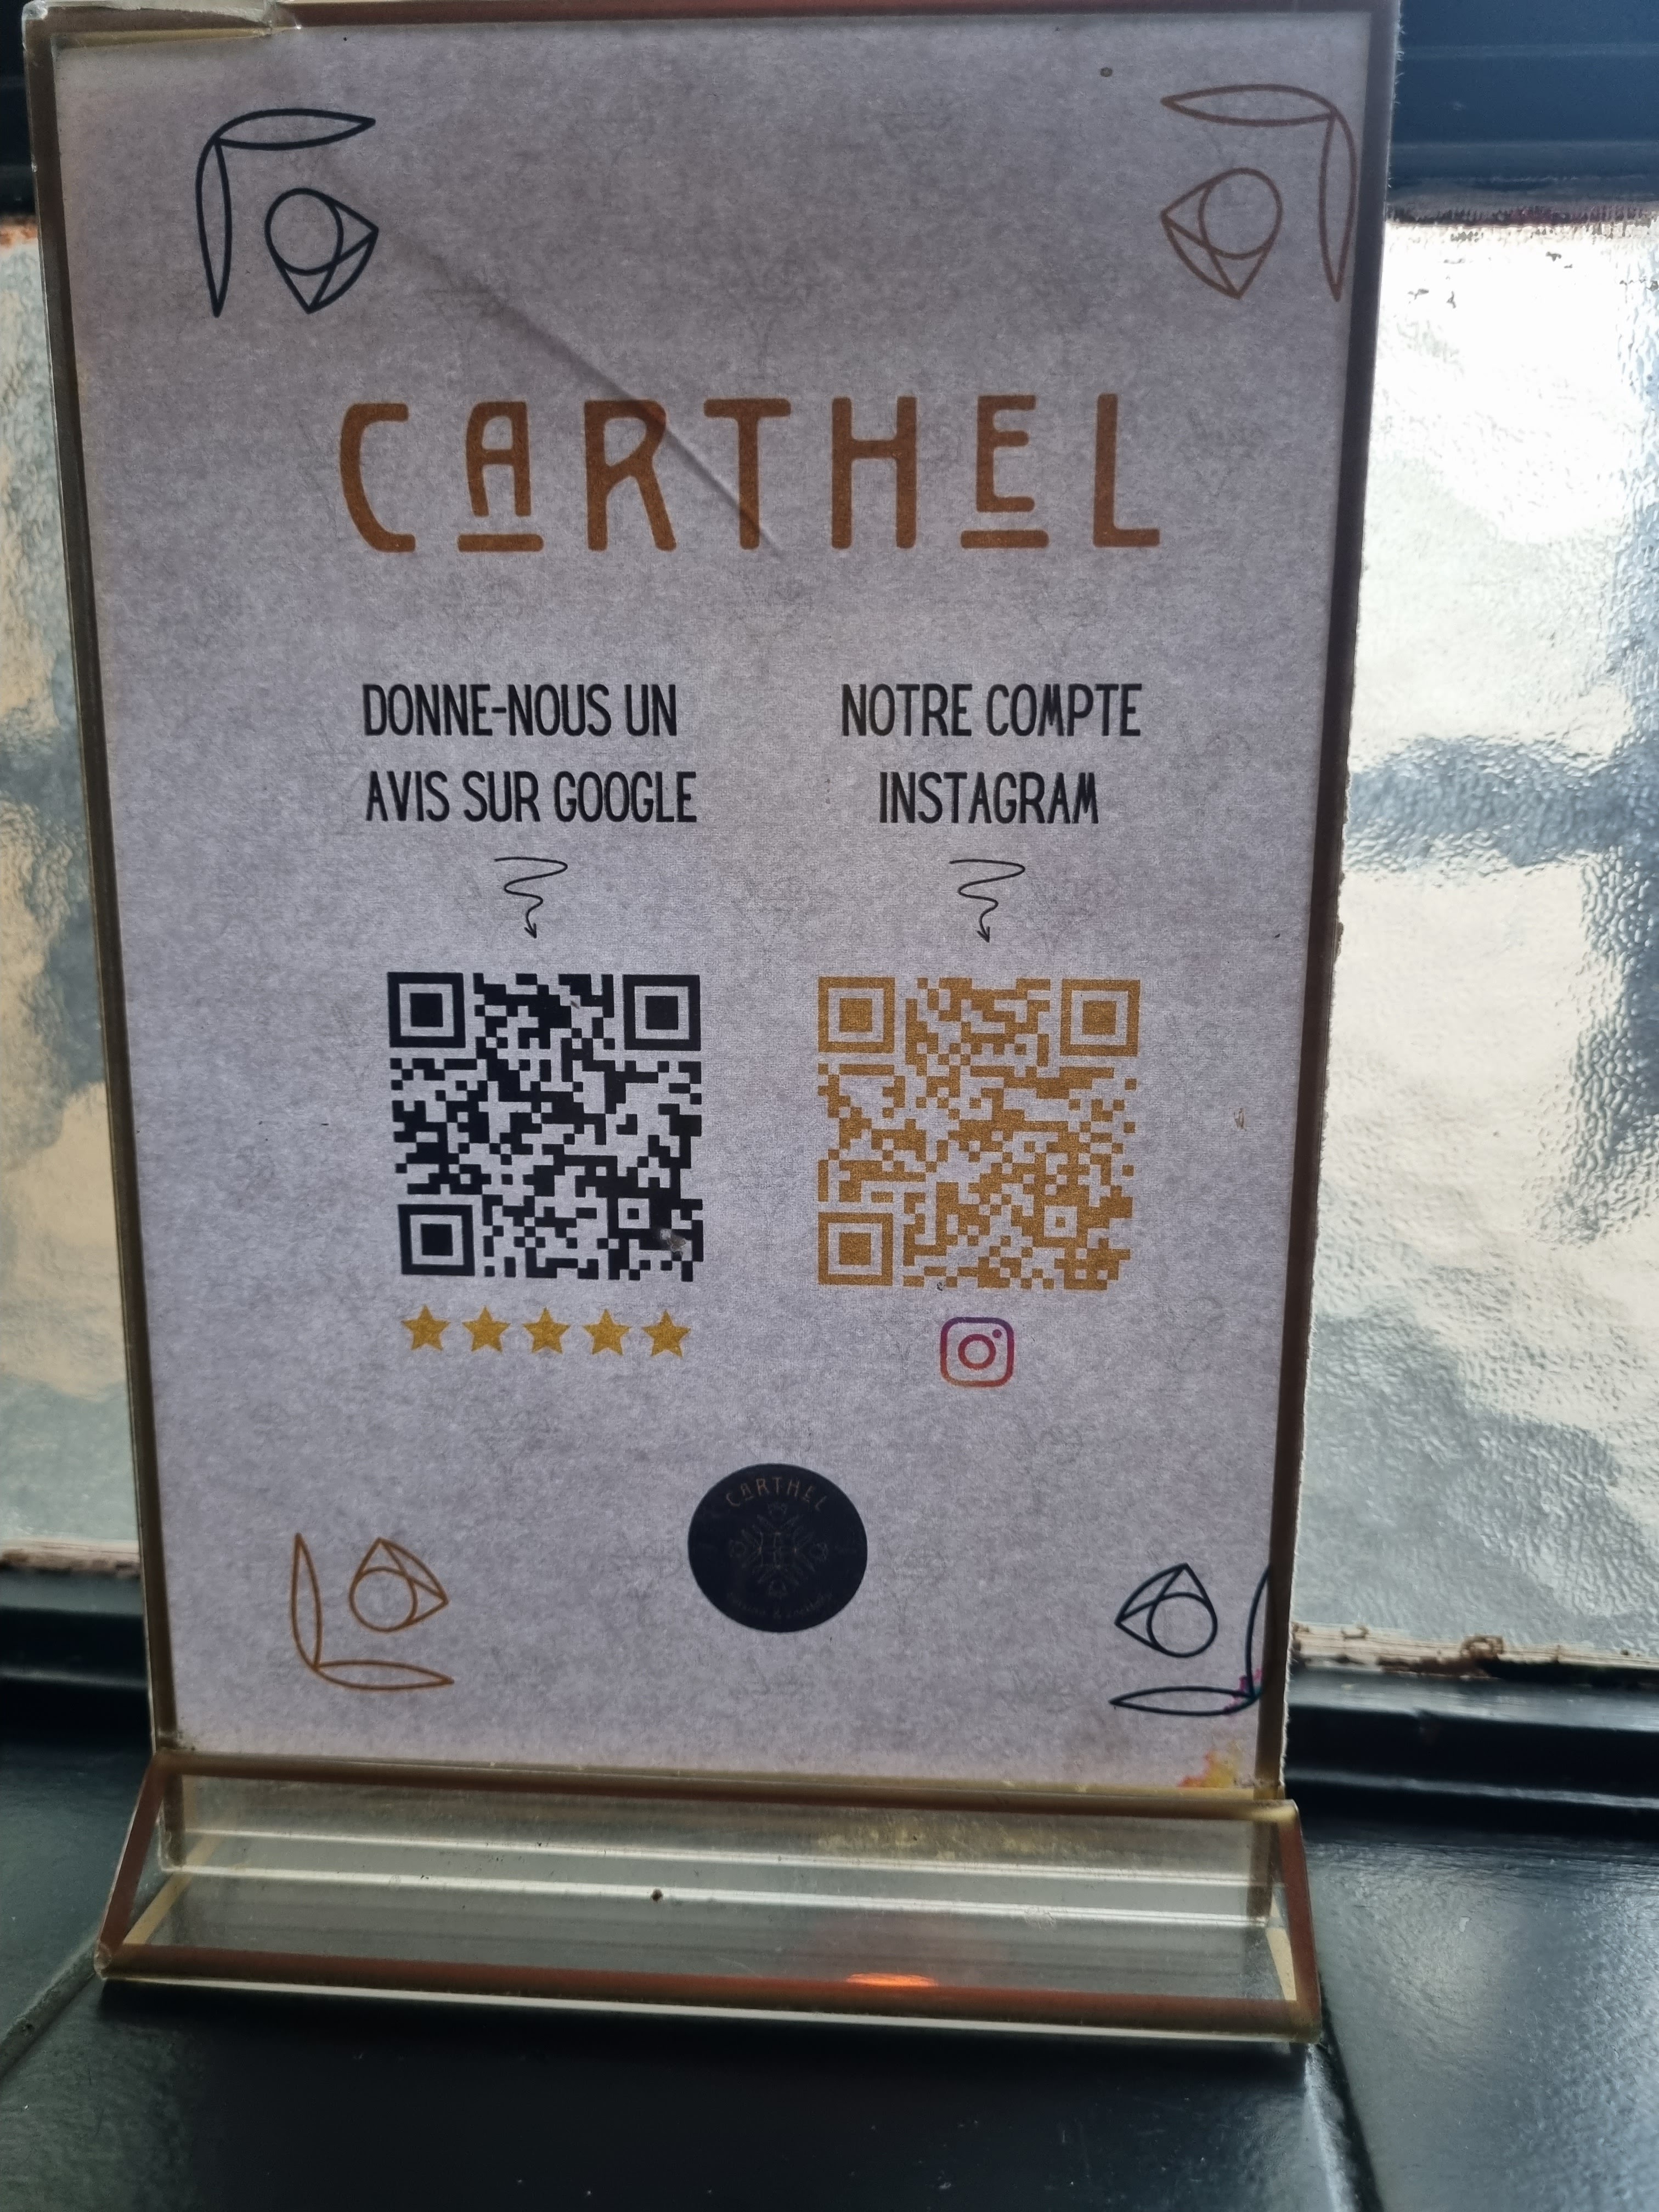 CARTHEL
DONNE-NOUS UN
AVIS SUR GOOGLE
NOTRE COMPTE
INSTAGRAM
CARTHEL